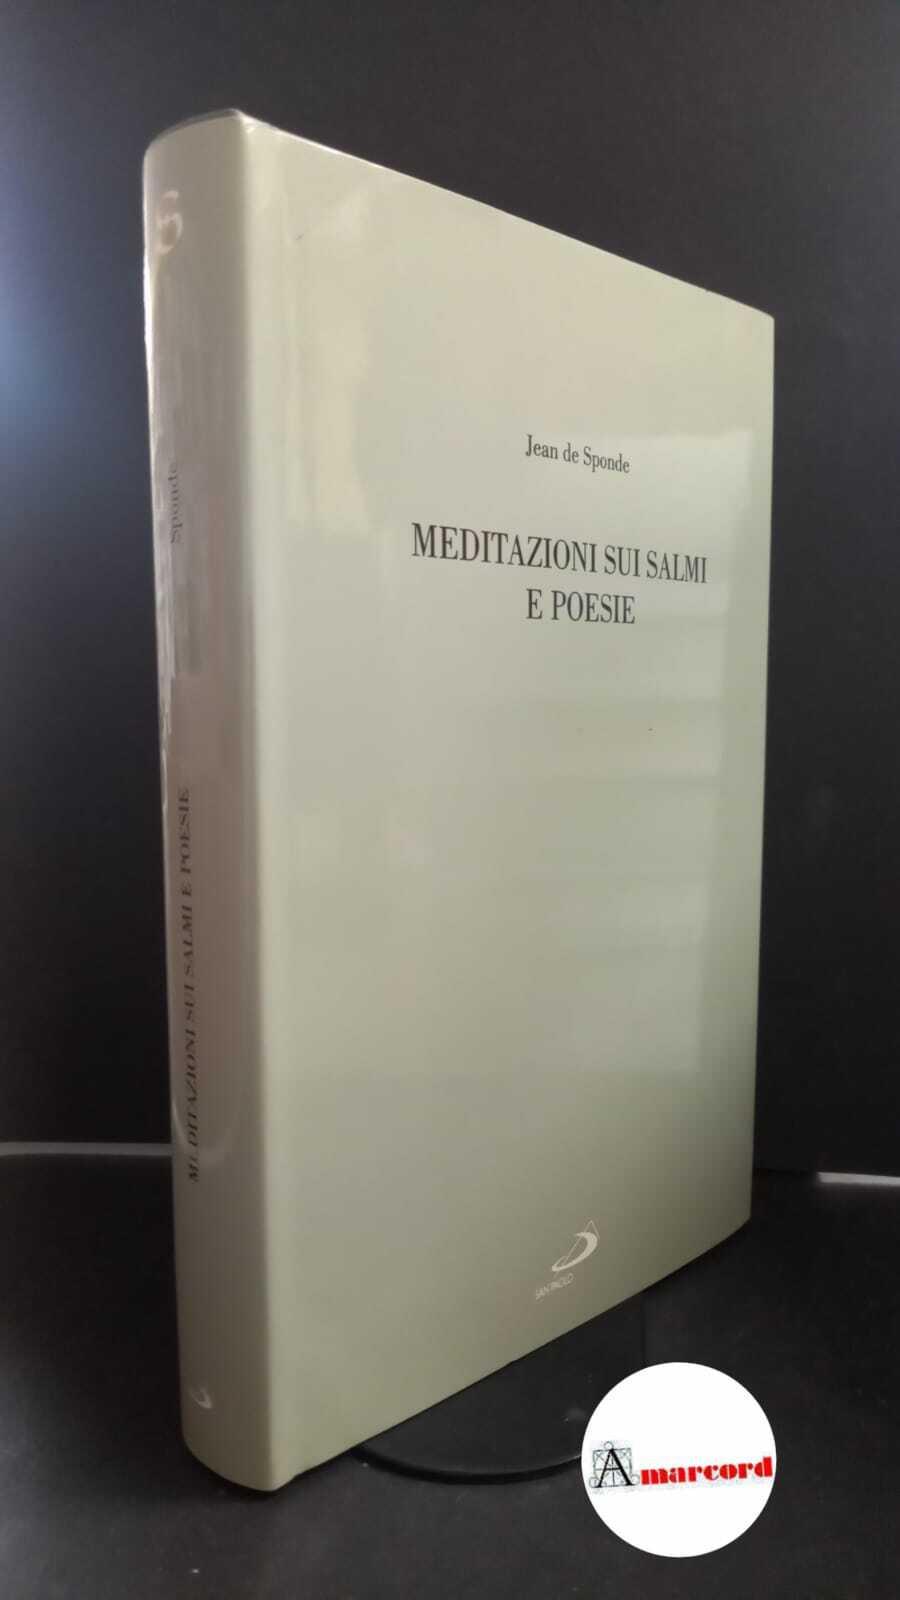 Jean de Sponde
MEDITAZIONI SUI SALMI
E POESIE
SAN PAOLO
Sponde
MEDITAZIONI SUI SALMI E POESIE
Amarcord